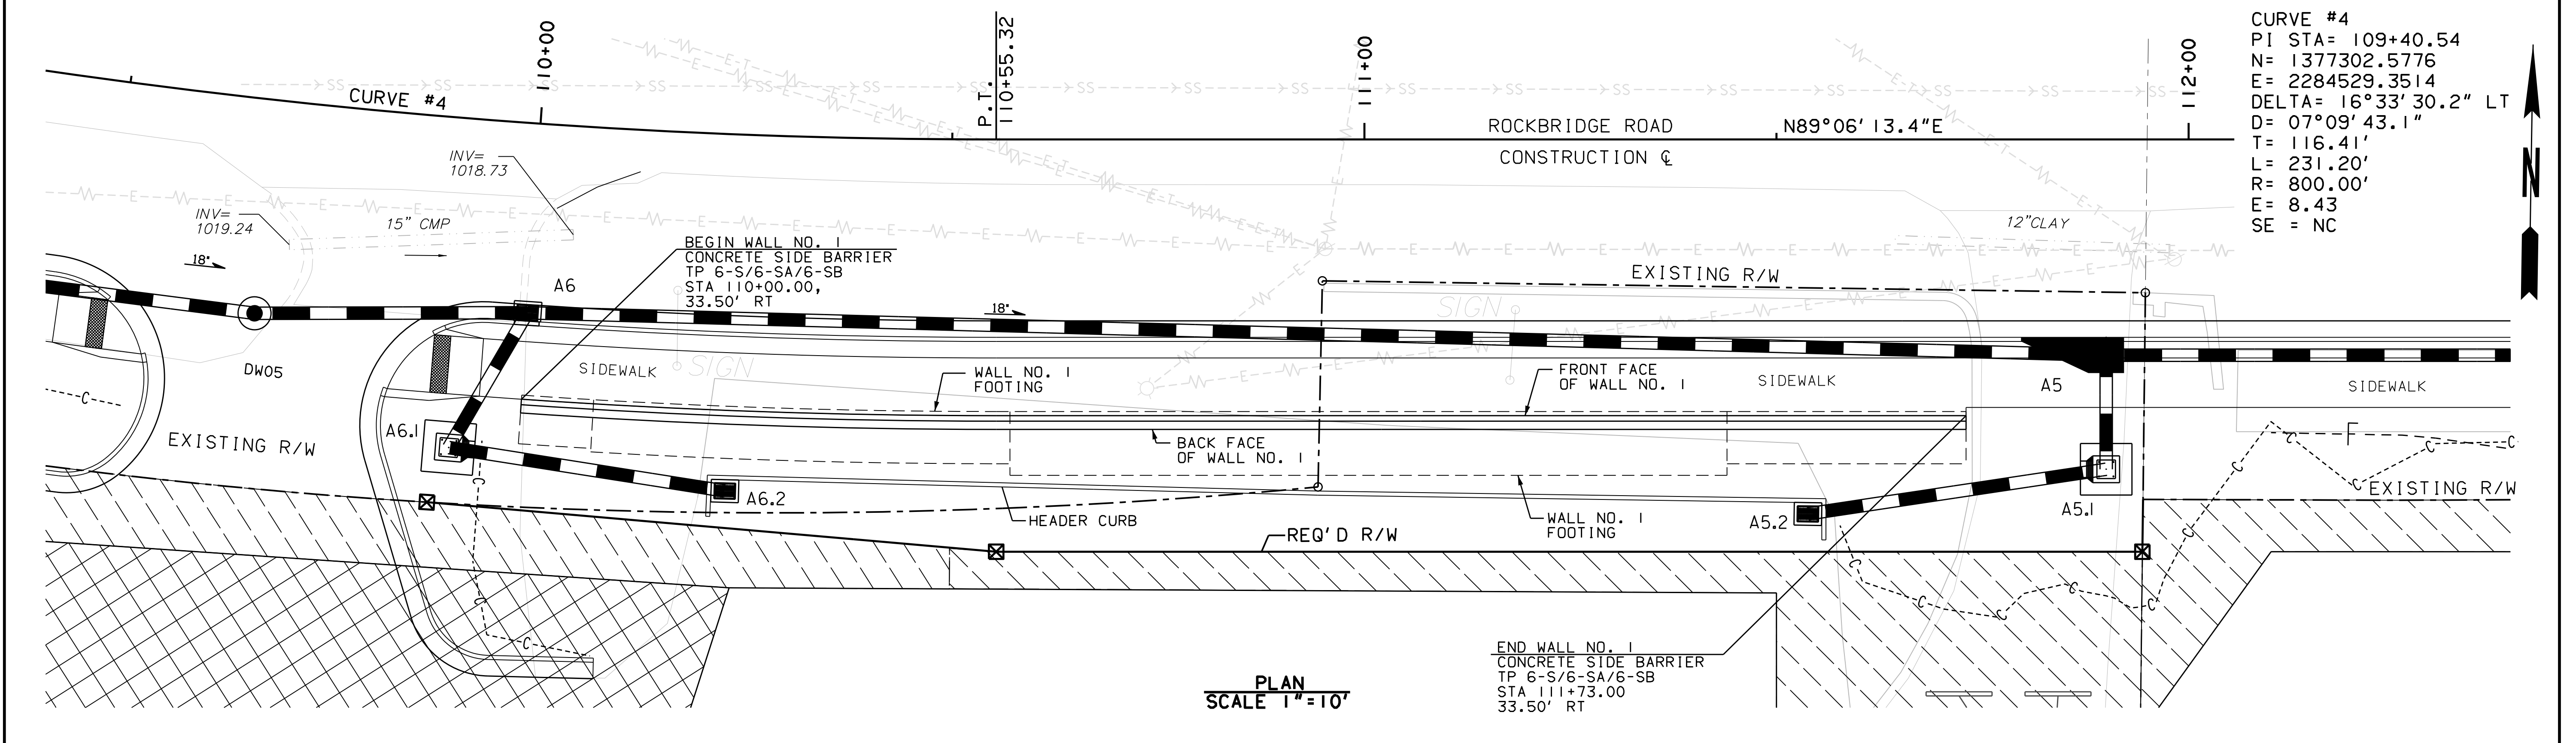 CURVE #4
PI STA= 109+40.54
N= 1377302.5776
E= 2284529.3514
DELTA= 16°33'30.2" LT
D= 07°09'43.1"
T= 116.41'
L= 231.20'
R= 800.00'
E= 8.43
SE = NC
N
110+00
P.T.
110+55.32
111+00
112+00
CURVE #4
ROCKBRIDGE ROAD
N89°06'13.4"E
CONSTRUCTION ℄
INV=
1018.73
INV=
1019.24
15" CMP
12"CLAY
18"
18"
BEGIN WALL NO. 1
CONCRETE SIDE BARRIER
TP 6-S/6-SA/6-SB
STA 110+00.00,
33.50' RT
A6
EXISTING R/W
SIGN
SIGN
DW05
SIDEWALK
WALL NO. 1
FOOTING
FRONT FACE
OF WALL NO. 1
SIDEWALK
A5
SIDEWALK
A6.1
EXISTING R/W
BACK FACE
OF WALL NO. 1
A6.2
HEADER CURB
WALL NO. 1
FOOTING
A5.2
A5.1
EXISTING R/W
REQ'D R/W
END WALL NO. 1
CONCRETE SIDE BARRIER
TP 6-S/6-SA/6-SB
STA 111+73.00
33.50' RT
PLAN
SCALE 1"=10'